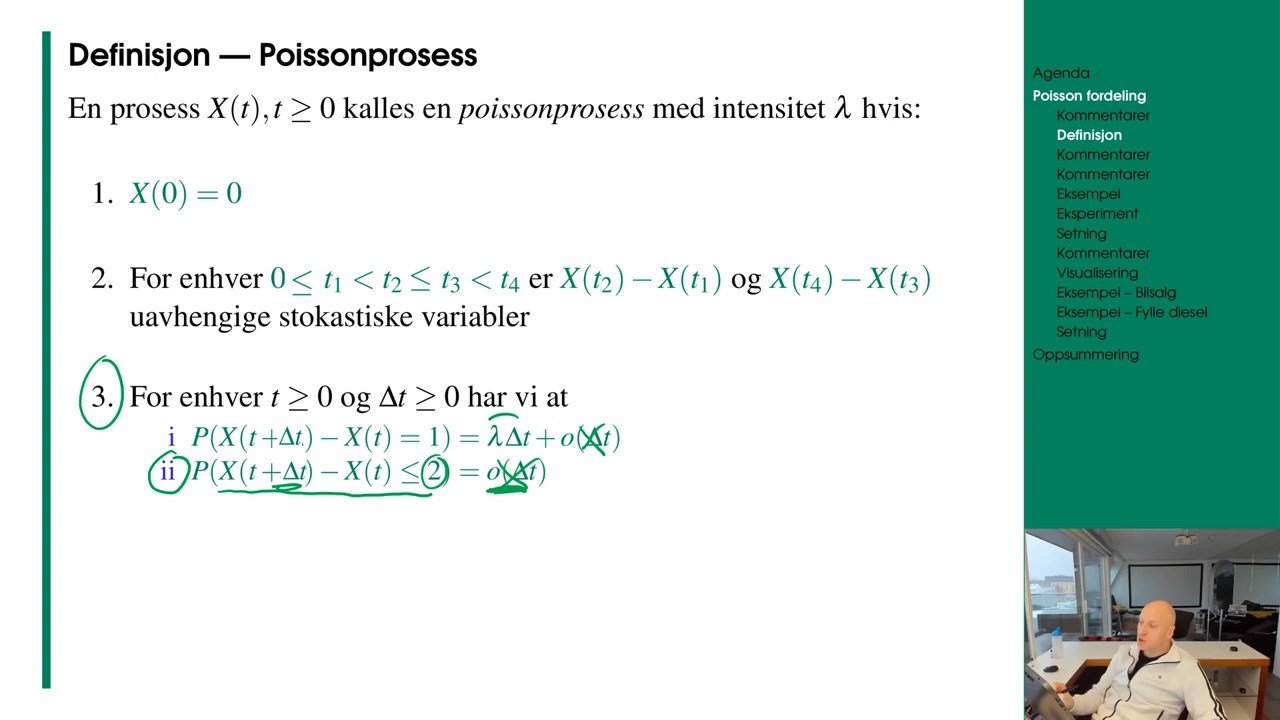 Definisjon — Poissonprosess
En prosess X(t), t ≥ 0 kalles en poissonprosess med intensitet λ hvis:
1. X(0) = 0
2. For enhver 0 ≤ t₁ < t₂ ≤ t₃ < t₄ er X(t₂) − X(t₁) og X(t₄) − X(t₃)
uavhengige stokastiske variabler
3. For enhver t ≥ 0 og Δt ≥ 0 har vi at
i P(X(t+Δt) − X(t) = 1) = λΔt + o(Δt)
ii P(X(t+Δt) − X(t) ≤ 2) = o(Δt)
Agenda
Poisson fordeling
Kommentarer
Definisjon
Kommentarer
Kommentarer
Eksempel
Eksperiment
Setning
Kommentarer
Visualisering
Eksempel – Bilsalg
Eksempel – Fylle diesel
Setning
Oppsummering